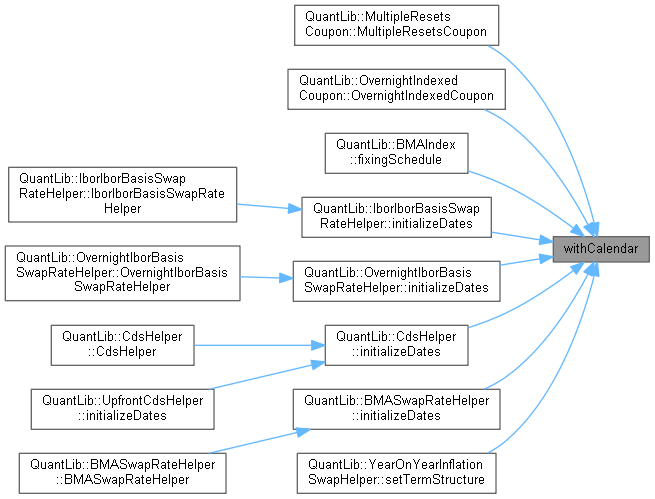 QuantLib::MultipleResets
Coupon::MultipleResetsCoupon
QuantLib::OvernightIndexed
Coupon::OvernightIndexedCoupon
QuantLib::BMAIndex
::fixingSchedule
QuantLib::IborIborBasisSwap
RateHelper::IborIborBasisSwapRate
Helper
QuantLib::IborIborBasisSwap
RateHelper::initializeDates
withCalendar
QuantLib::OvernightIborBasis
SwapRateHelper::OvernightIborBasis
SwapRateHelper
QuantLib::OvernightIborBasis
SwapRateHelper::initializeDates
QuantLib::CdsHelper
::CdsHelper
QuantLib::CdsHelper
::initializeDates
QuantLib::UpfrontCdsHelper
::initializeDates
QuantLib::BMASwapRateHelper
::initializeDates
QuantLib::BMASwapRateHelper
::BMASwapRateHelper
QuantLib::YearOnYearInflation
SwapHelper::setTermStructure